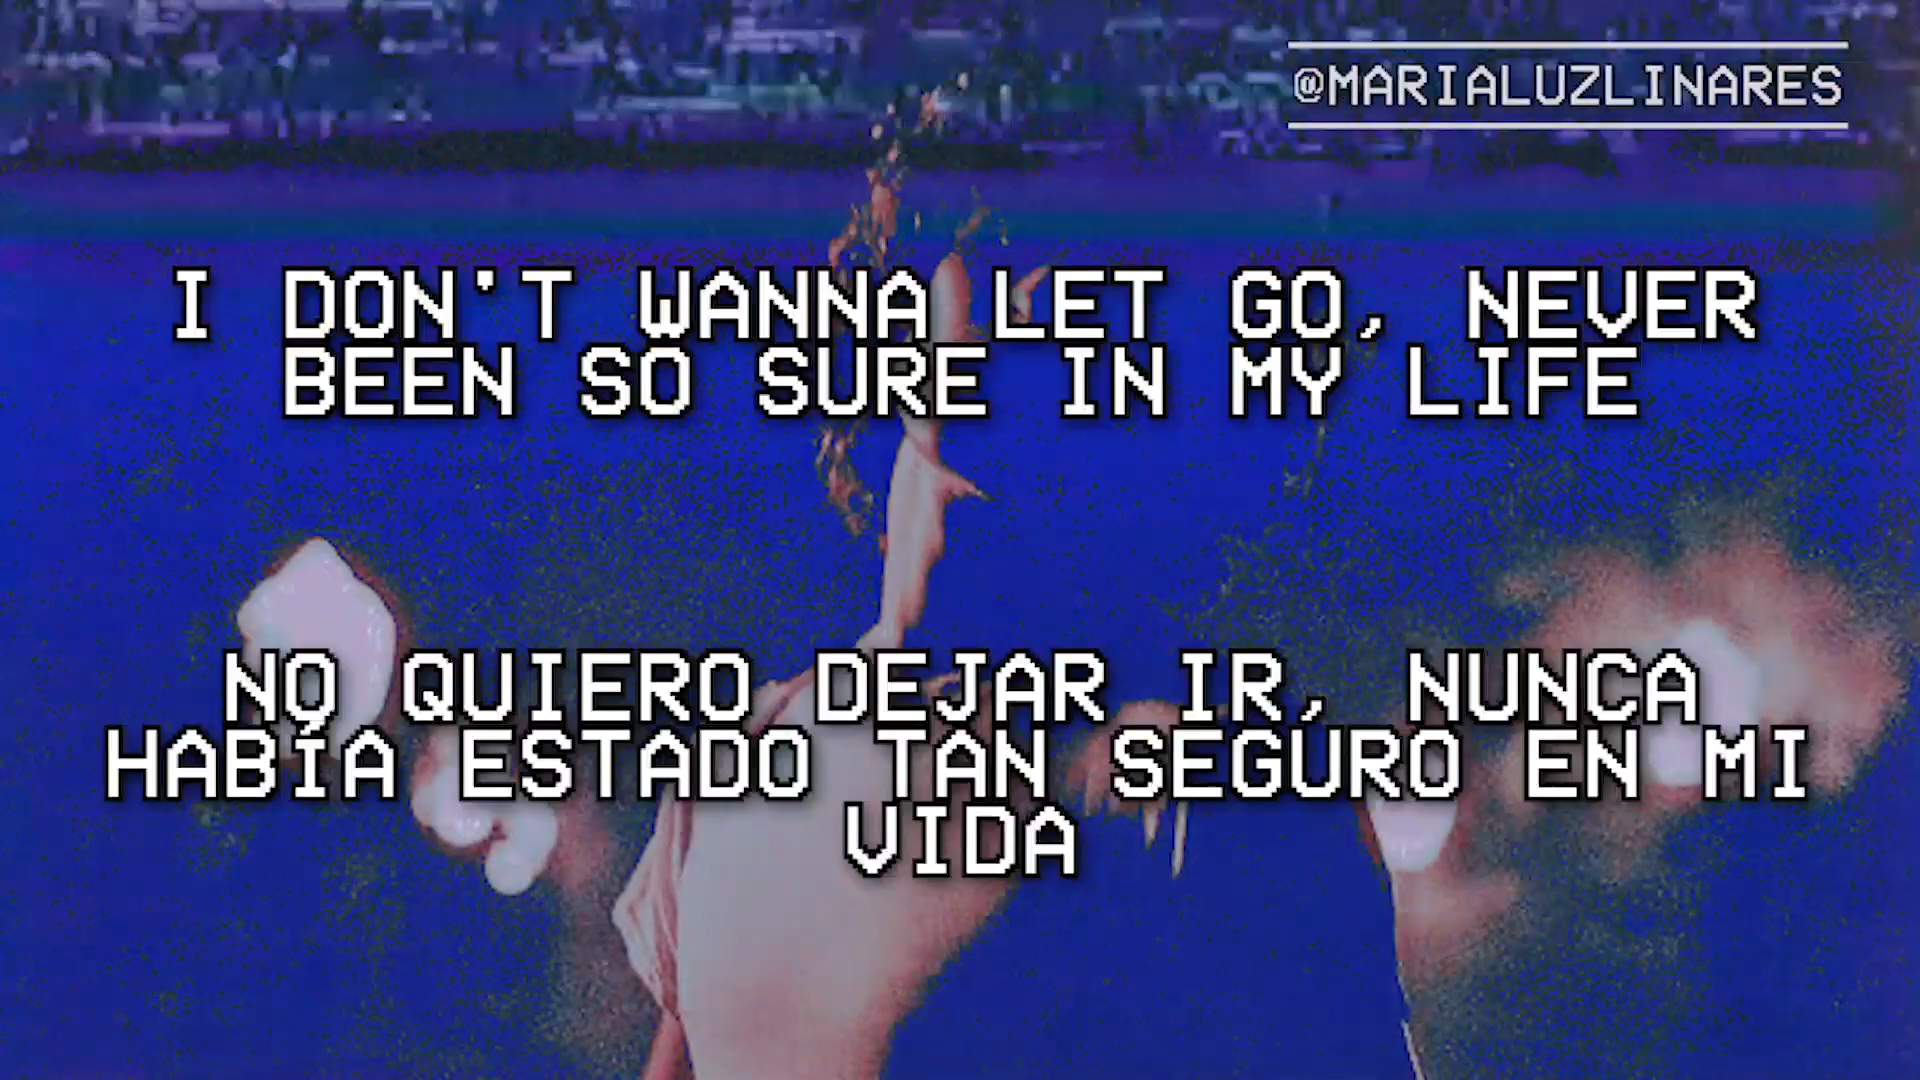 @MARIALUZLINARES
I DON'T WANNA LET GO, NEVER
BEEN SO SURE IN MY LIFE
NO QUIERO DEJAR IR, NUNCA
HABÍA ESTADO TAN SEGURO EN MI
VIDA